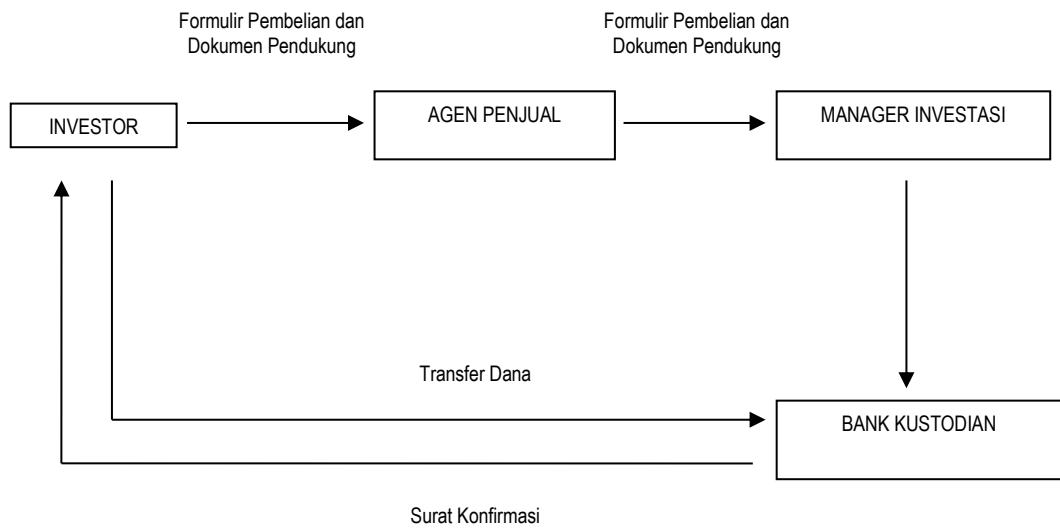 Formulir Pembelian dan
Dokumen Pendukung
Formulir Pembelian dan
Dokumen Pendukung
INVESTOR
AGEN PENJUAL
MANAGER INVESTASI
Transfer Dana
BANK KUSTODIAN
Surat Konfirmasi